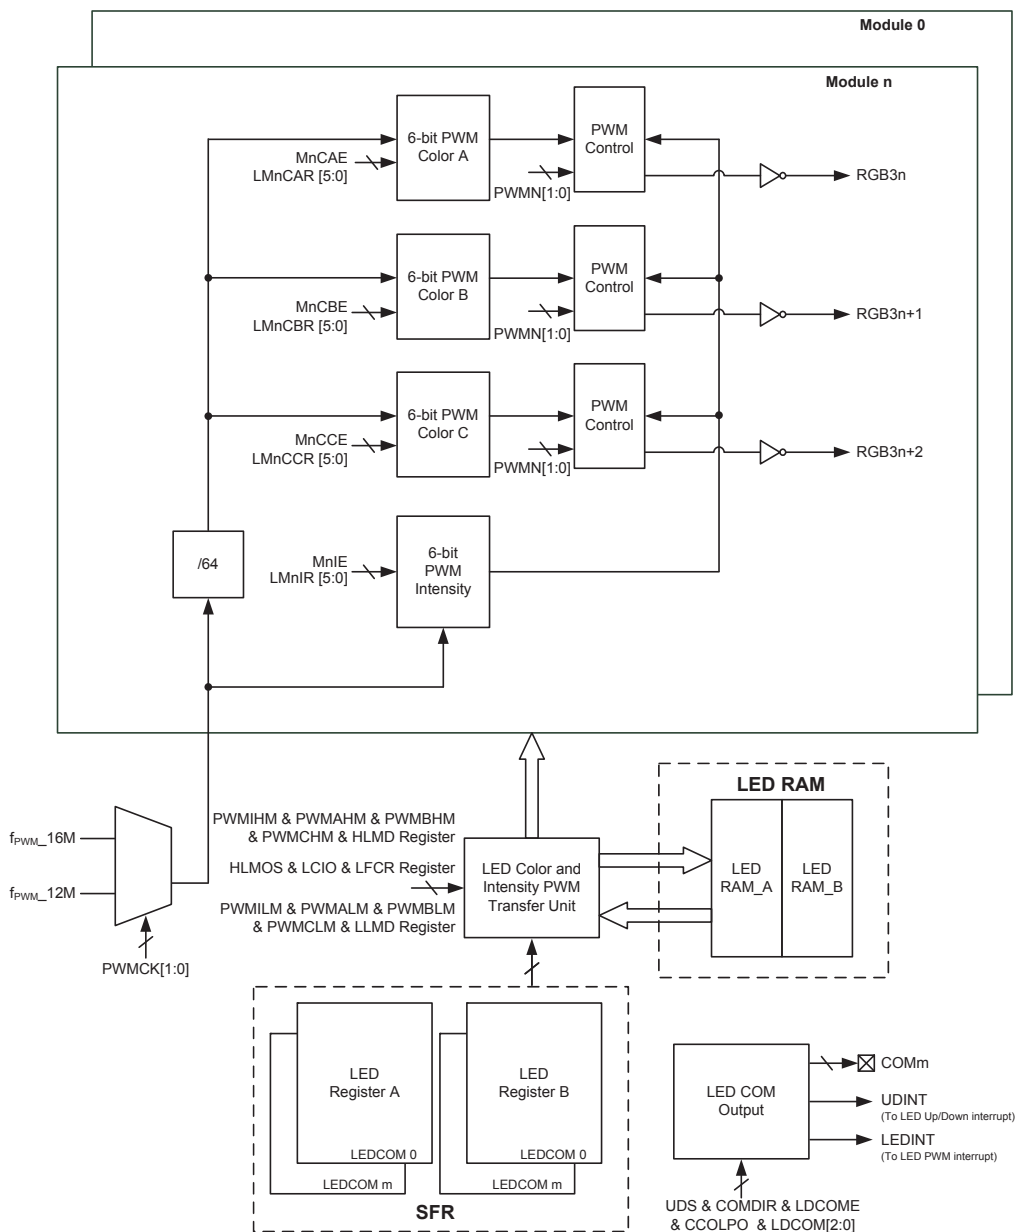 Module 0
Module n
6-bit PWM
Color A
PWM
Control
MnCAE
LMnCAR [5:0]
PWMN[1:0]
RGB3n
6-bit PWM
Color B
PWM
Control
MnCBE
LMnCBR [5:0]
PWMN[1:0]
RGB3n+1
6-bit PWM
Color C
PWM
Control
MnCCE
LMnCCR [5:0]
PWMN[1:0]
RGB3n+2
/64
MnIE
LMnIR [5:0]
6-bit
PWM
Intensity
fPWM_16M
fPWM_12M
PWMCK[1:0]
PWMIHM & PWMAHM & PWMBHM
& PWMCHM & HLMD Register
HLMOS & LCIO & LFCR Register
PWMILM & PWMALM & PWMBLM
& PWMCLM & LLMD Register
LED Color and
Intensity PWM
Transfer Unit
LED RAM
LED
RAM_A
LED
RAM_B
LED
Register A
LEDCOM 0
LEDCOM m
LED
Register B
LEDCOM 0
LEDCOM m
SFR
LED COM
Output
COMm
UDINT
(To LED Up/Down interrupt)
LEDINT
(To LED PWM interrupt)
UDS & COMDIR & LDCOME
& CCOLPO & LDCOM[2:0]